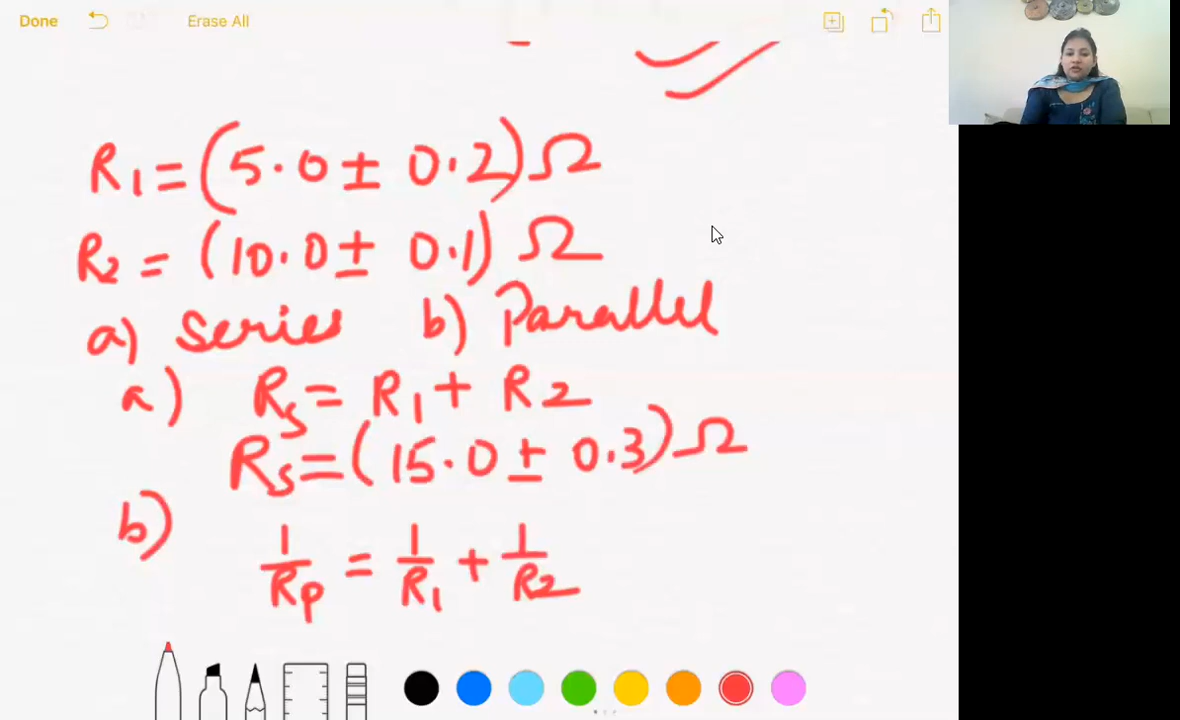 Done Erase All
R₁ = (5.0 ± 0.2) Ω
R₂ = (10.0 ± 0.1) Ω
a) Series b) Parallel
a) Rₛ = R₁ + R₂
Rₛ = (15.0 ± 0.3) Ω
b) 1/Rₚ = 1/R₁ + 1/R₂